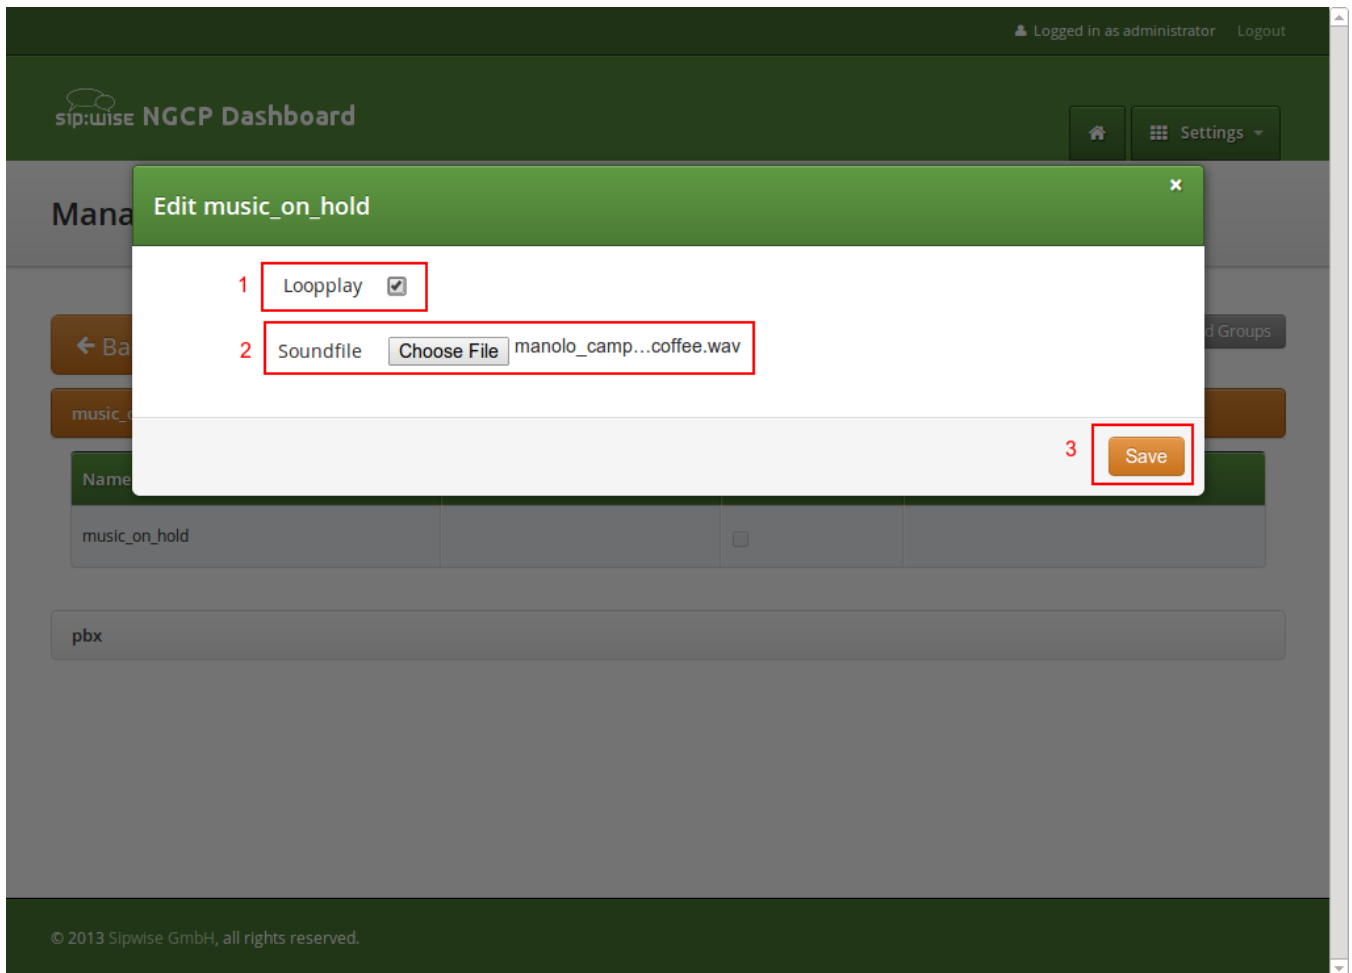 Logged in as administrator Logout
sip:wise NGCP Dashboard
Settings
Mana
Edit music_on_hold
×
1 Loopplay
2 Soundfile Choose File manolo_camp...coffee.wav
Ba
d Groups
music_o
3 Save
Name
music_on_hold
pbx
© 2013 Sipwise GmbH, all rights reserved.